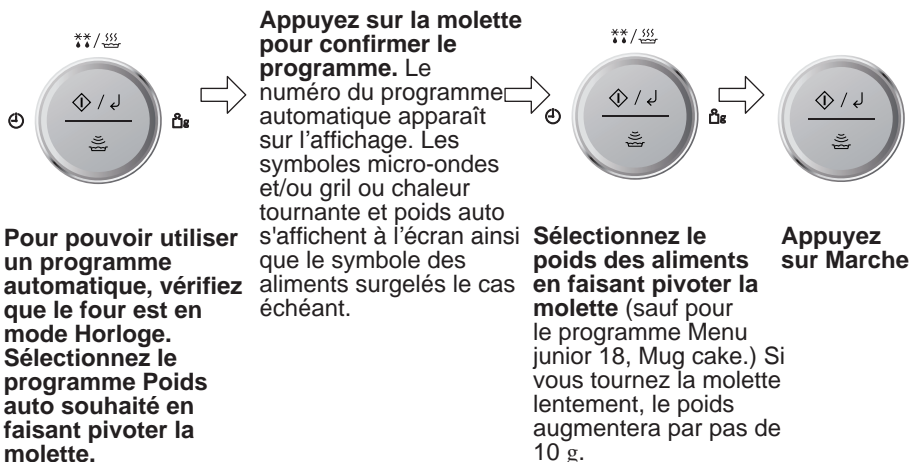 Pour pouvoir utiliser
un programme
automatique, vérifiez
que le four est en
mode Horloge.
Sélectionnez le
programme Poids
auto souhaité en
faisant pivoter la
molette.
Appuyez sur la molette
pour confirmer le
programme. Le
numéro du programme
automatique apparaît
sur l’affichage. Les
symboles micro-ondes
et/ou gril ou chaleur
tournante et poids auto
s'affichent à l’écran ainsi
que le symbole des
aliments surgelés le cas
échéant.
Sélectionnez le
poids des aliments
en faisant pivoter la
molette (sauf pour
le programme Menu
junior 18, Mug cake.) Si
vous tournez la molette
lentement, le poids
augmentera par pas de
10 g.
Appuyez
sur Marche